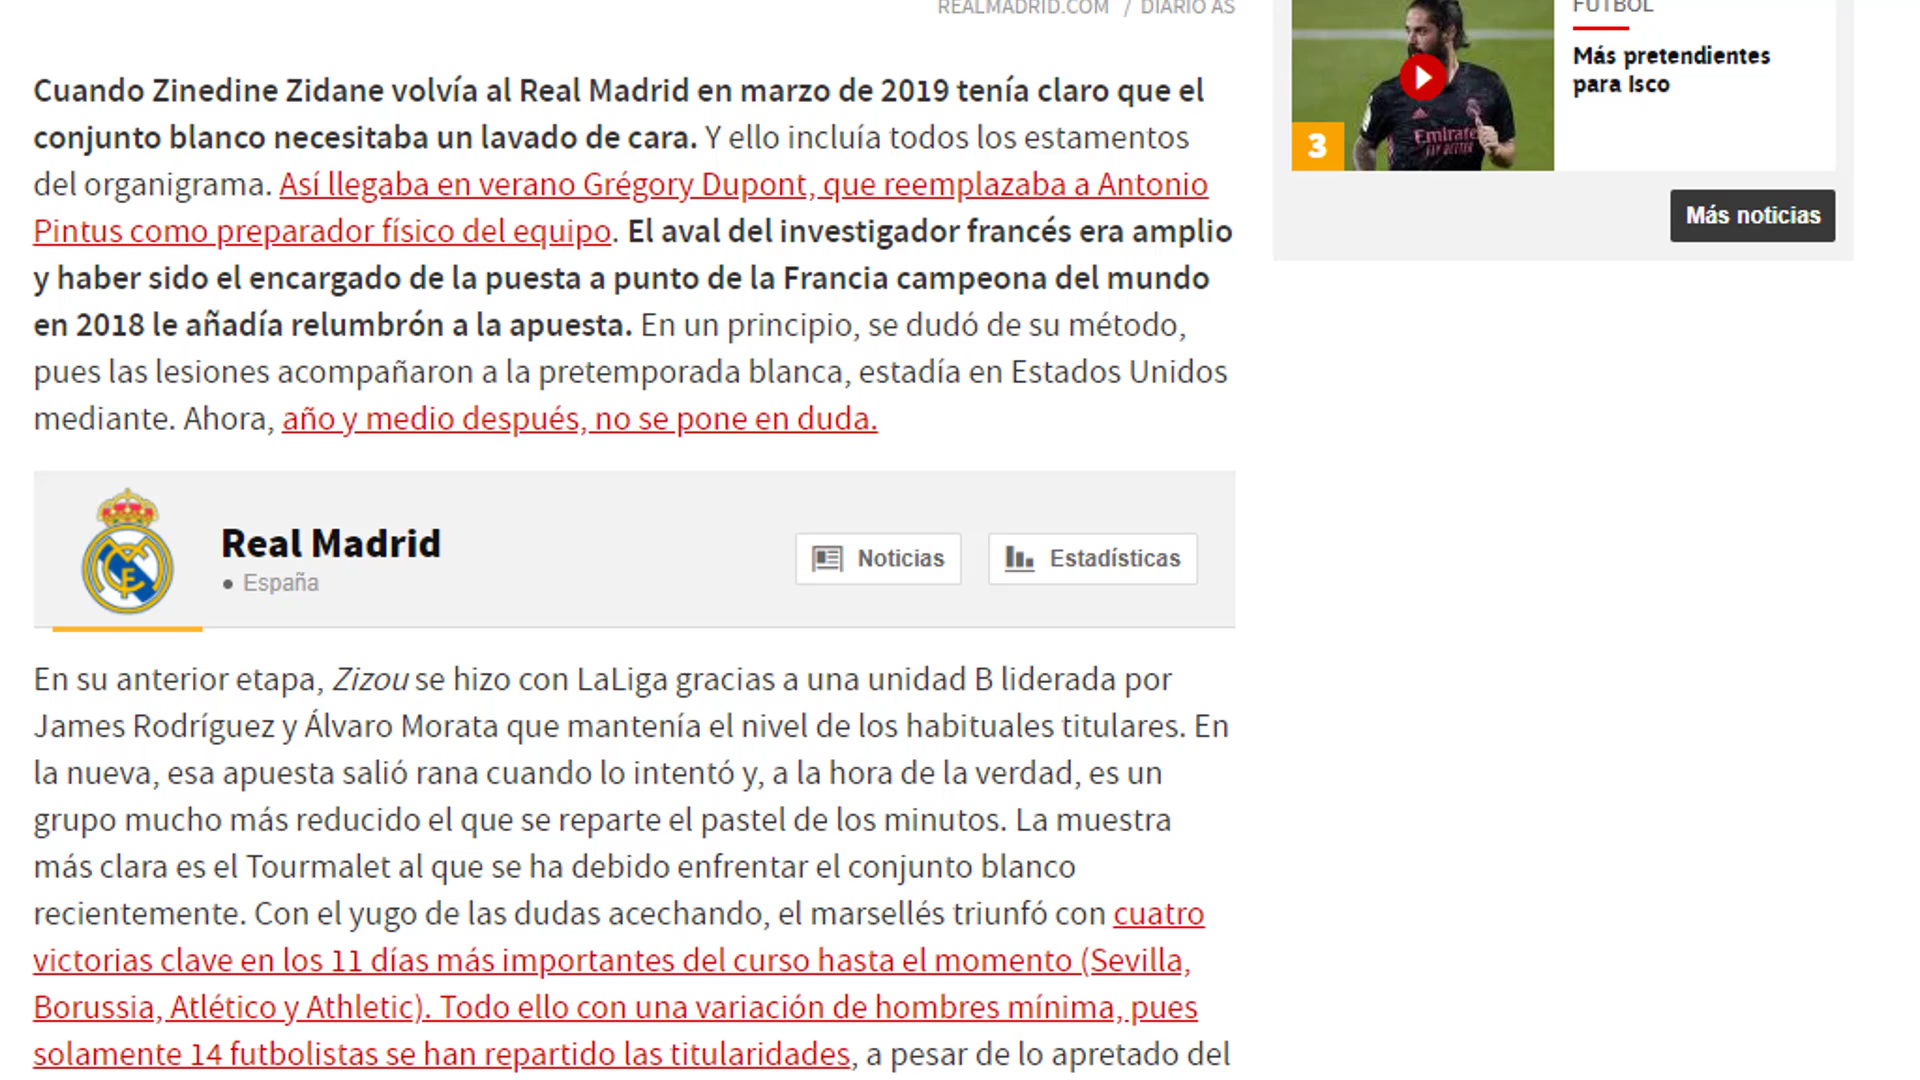 REALMADRID.COM / DIARIO AS
Cuando Zinedine Zidane volvía al Real Madrid en marzo de 2019 tenía claro que el
conjunto blanco necesitaba un lavado de cara. Y ello incluía todos los estamentos
del organigrama. Así llegaba en verano Grégory Dupont, que reemplazaba a Antonio
Pintus como preparador físico del equipo. El aval del investigador francés era amplio
y haber sido el encargado de la puesta a punto de la Francia campeona del mundo
en 2018 le añadía relumbrón a la apuesta. En un principio, se dudó de su método,
pues las lesiones acompañaron a la pretemporada blanca, estadía en Estados Unidos
mediante. Ahora, año y medio después, no se pone en duda.
Real Madrid
• España
Noticias
Estadísticas
En su anterior etapa, Zizou se hizo con LaLiga gracias a una unidad B liderada por
James Rodríguez y Álvaro Morata que mantenía el nivel de los habituales titulares. En
la nueva, esa apuesta salió rana cuando lo intentó y, a la hora de la verdad, es un
grupo mucho más reducido el que se reparte el pastel de los minutos. La muestra
más clara es el Tourmalet al que se ha debido enfrentar el conjunto blanco
recientemente. Con el yugo de las dudas acechando, el marsellés triunfó con cuatro
victorias clave en los 11 días más importantes del curso hasta el momento (Sevilla,
Borussia, Atlético y Athletic). Todo ello con una variación de hombres mínima, pues
solamente 14 futbolistas se han repartido las titularidades, a pesar de lo apretado del
FÚTBOL
Más pretendientes
para Isco
Emirates
FLY BETTER
3
Más noticias